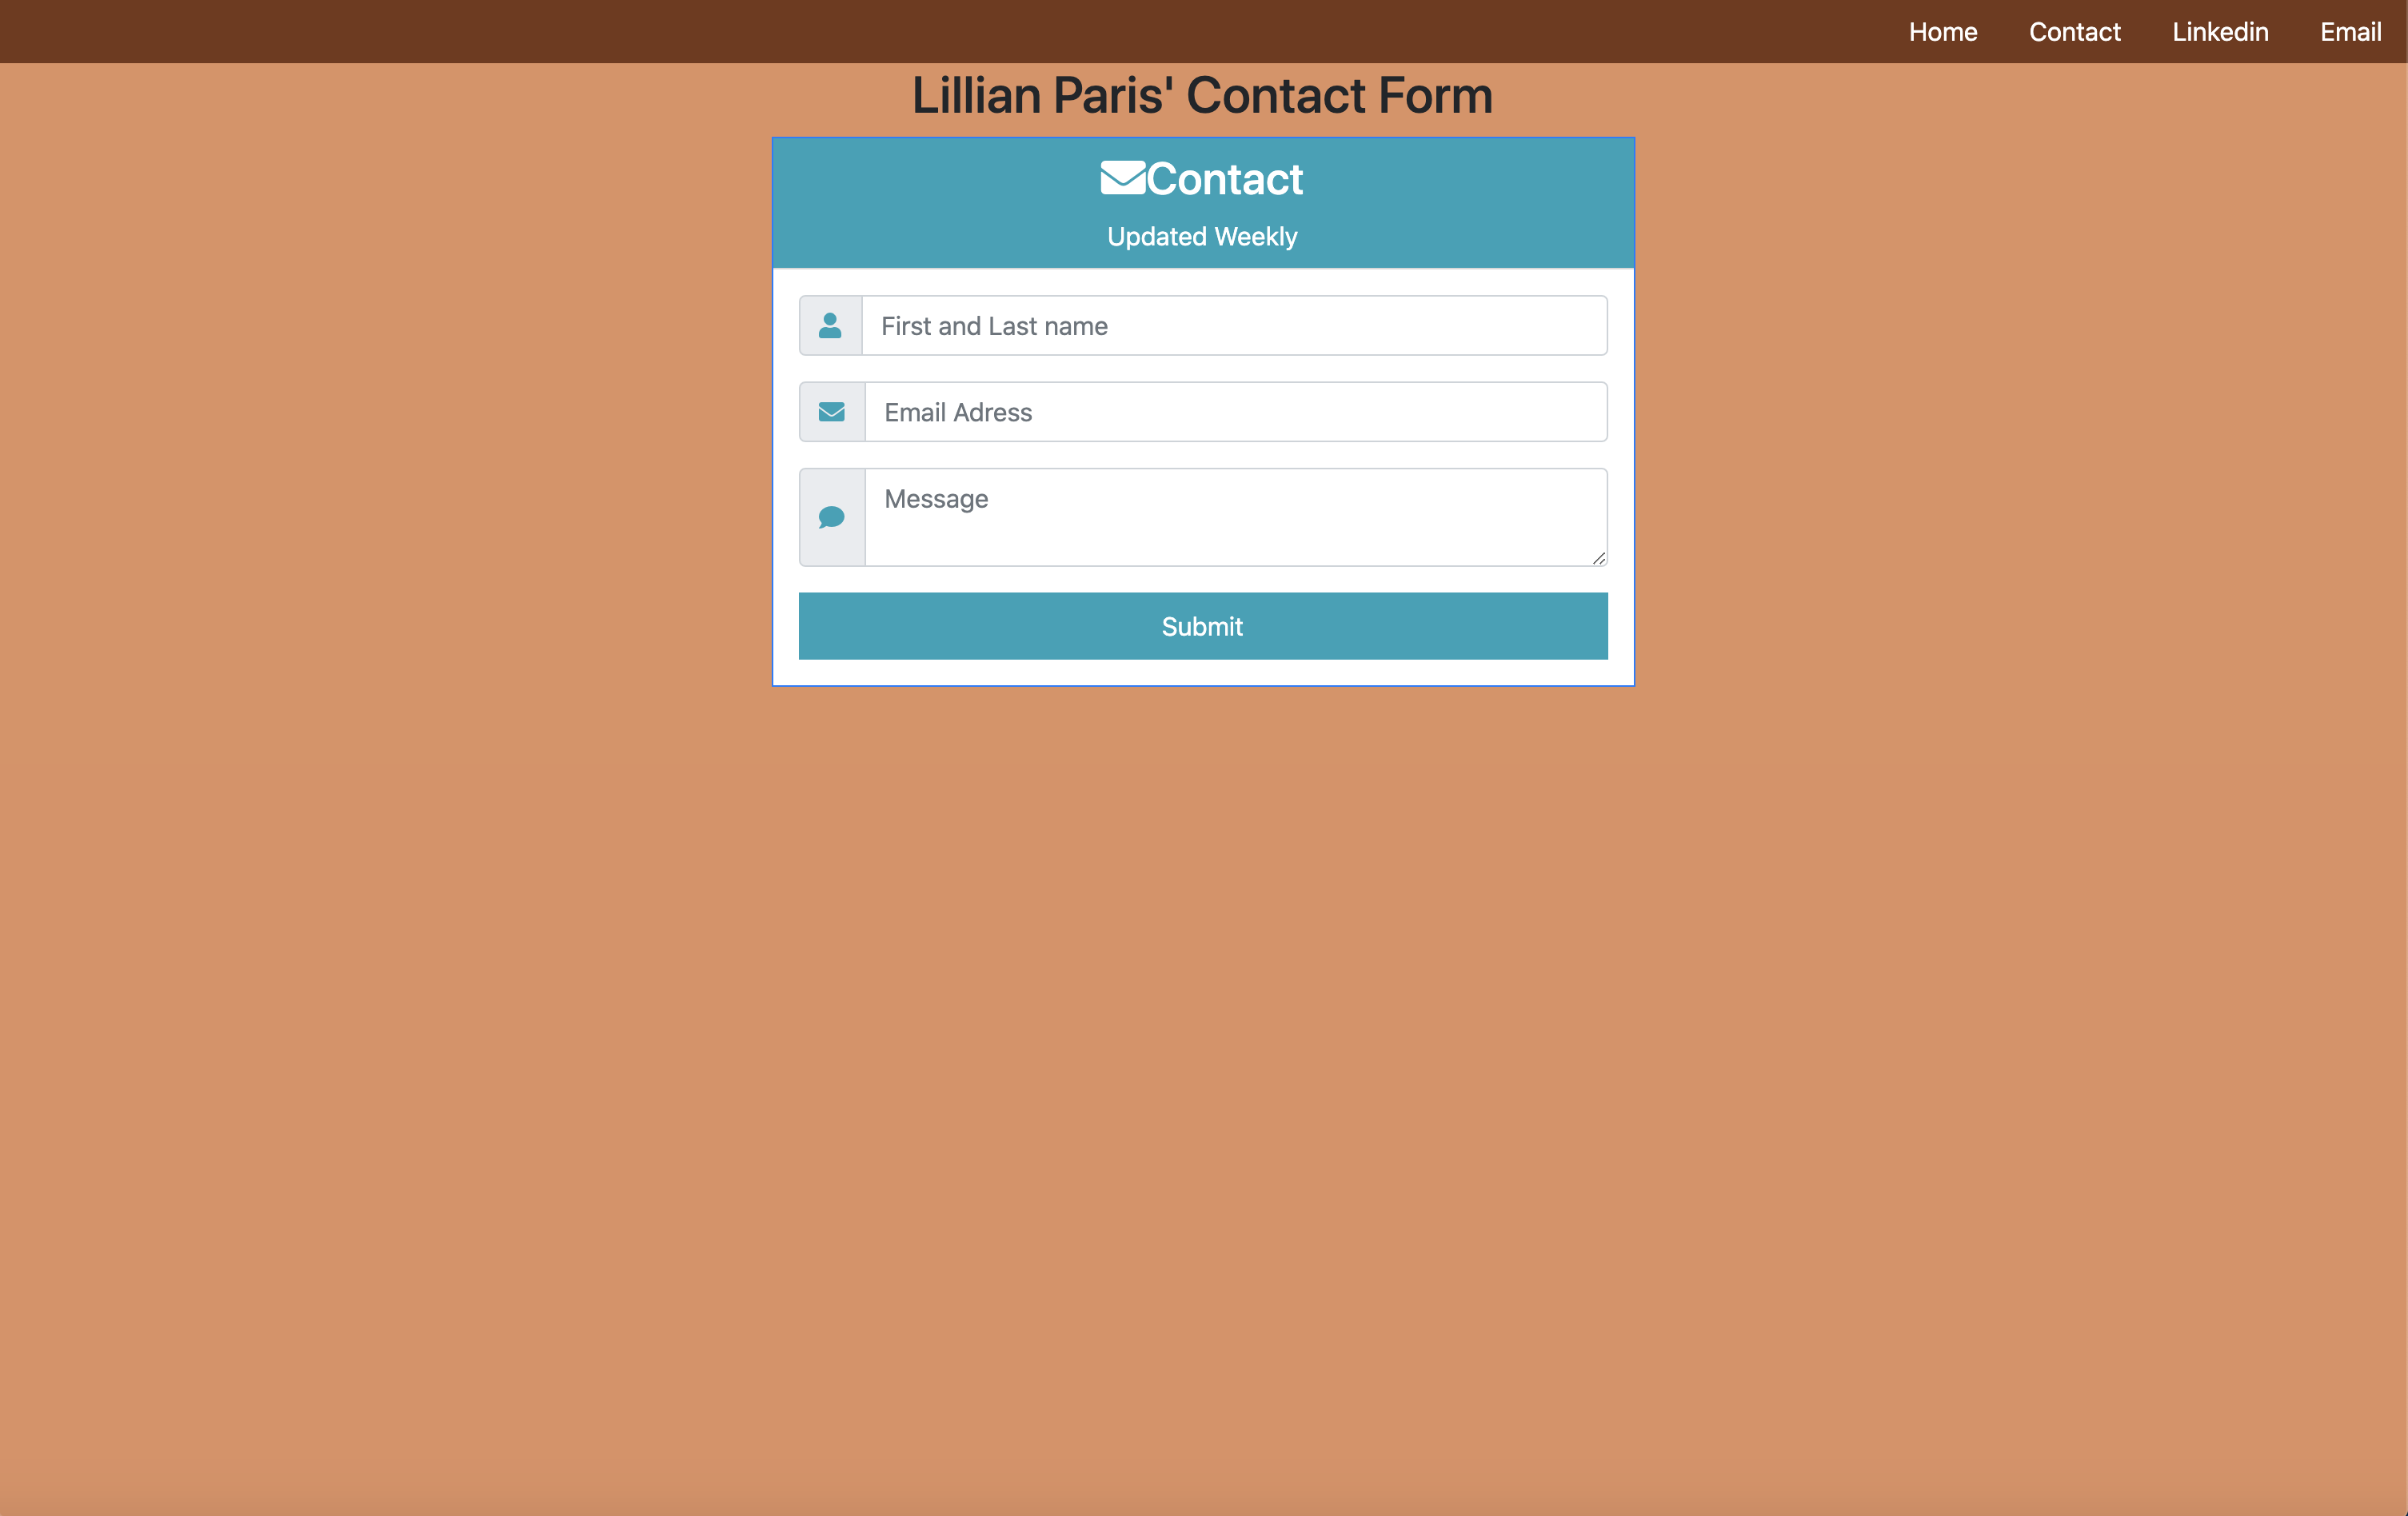 Home Contact Linkedin Email
Lillian Paris' Contact Form
Contact
Updated Weekly
First and Last name
Email Adress
Message
Submit